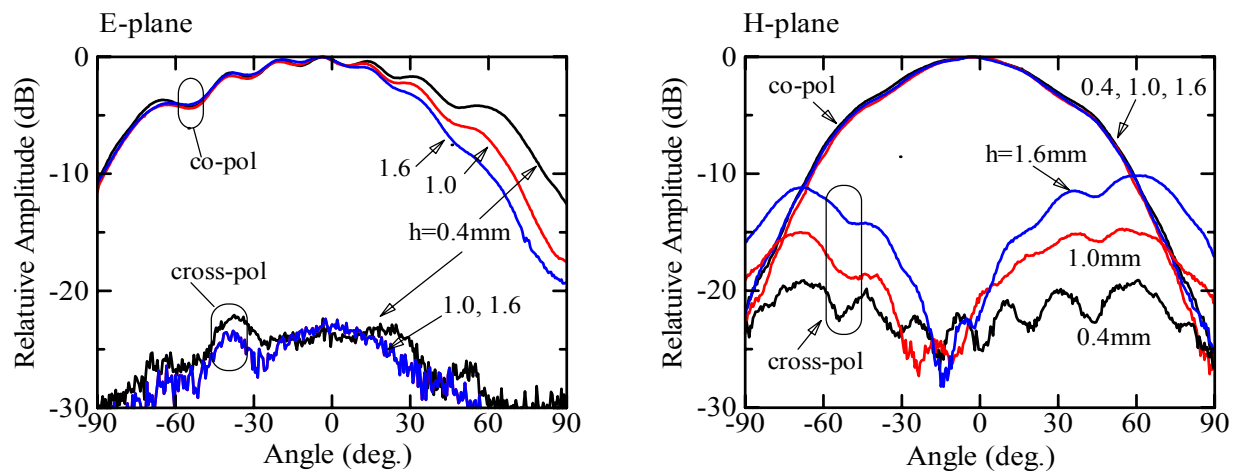 E-plane
0
-10
-20
-30
-90
-60
-30
0
30
60
90
Relatuive Amplitude (dB)
Angle (deg.)
co-pol
1.6
1.0
h=0.4mm
cross-pol
1.0, 1.6
H-plane
0
-10
-20
-30
-90
-60
-30
0
30
60
90
Relatuive Amplitude (dB)
Angle (deg.)
co-pol
0.4, 1.0, 1.6
h=1.6mm
1.0mm
0.4mm
cross-pol